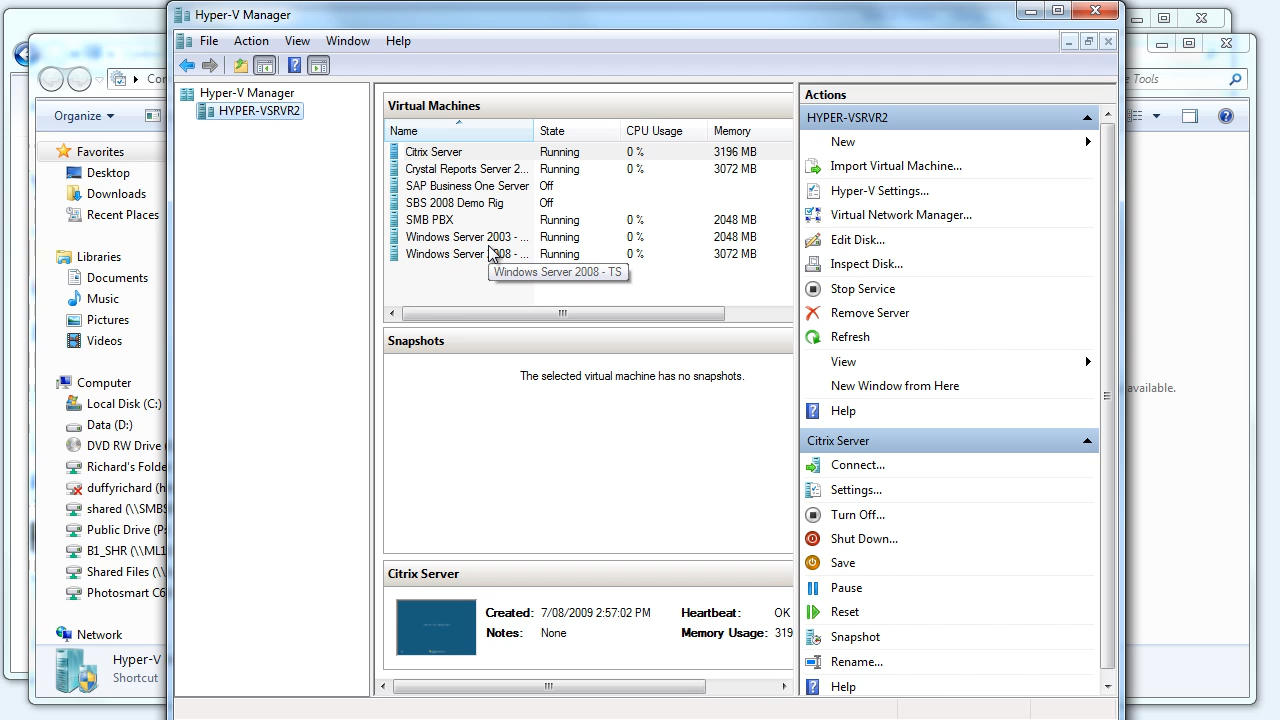 Hyper-V Manager
File Action View Window Help
Hyper-V Manager
HYPER-VSRVR2
Virtual Machines
Name State CPU Usage Memory
Citrix Server Running 0 % 3196 MB
Crystal Reports Server 2... Running 0 % 3072 MB
SAP Business One Server Off
SBS 2008 Demo Rig Off
SMB PBX Running 0 % 2048 MB
Windows Server 2003 - ... Running 0 % 2048 MB
Windows Server 2008 - ... Running 0 % 3072 MB
Windows Server 2008 - TS
Snapshots
The selected virtual machine has no snapshots.
Citrix Server
Created: 7/08/2009 2:57:02 PM Heartbeat: OK
Notes: None Memory Usage: 319
Actions
HYPER-VSRVR2
New
Import Virtual Machine...
Hyper-V Settings...
Virtual Network Manager...
Edit Disk...
Inspect Disk...
Stop Service
Remove Server
Refresh
View
New Window from Here
Help
Citrix Server
Connect...
Settings...
Turn Off...
Shut Down...
Save
Pause
Reset
Snapshot
Rename...
Help
Con
Organize
Favorites
Desktop
Downloads
Recent Places
Libraries
Documents
Music
Pictures
Videos
Computer
Local Disk (C:)
Data (D:)
DVD RW Drive
Richard's Folde
duffyrichard (h
shared (\\SMBS
Public Drive (P:
B1_SHR (\\ML1
Shared Files (\\
Photosmart C6
Network
Hyper-V
Shortcut
Tools
available.